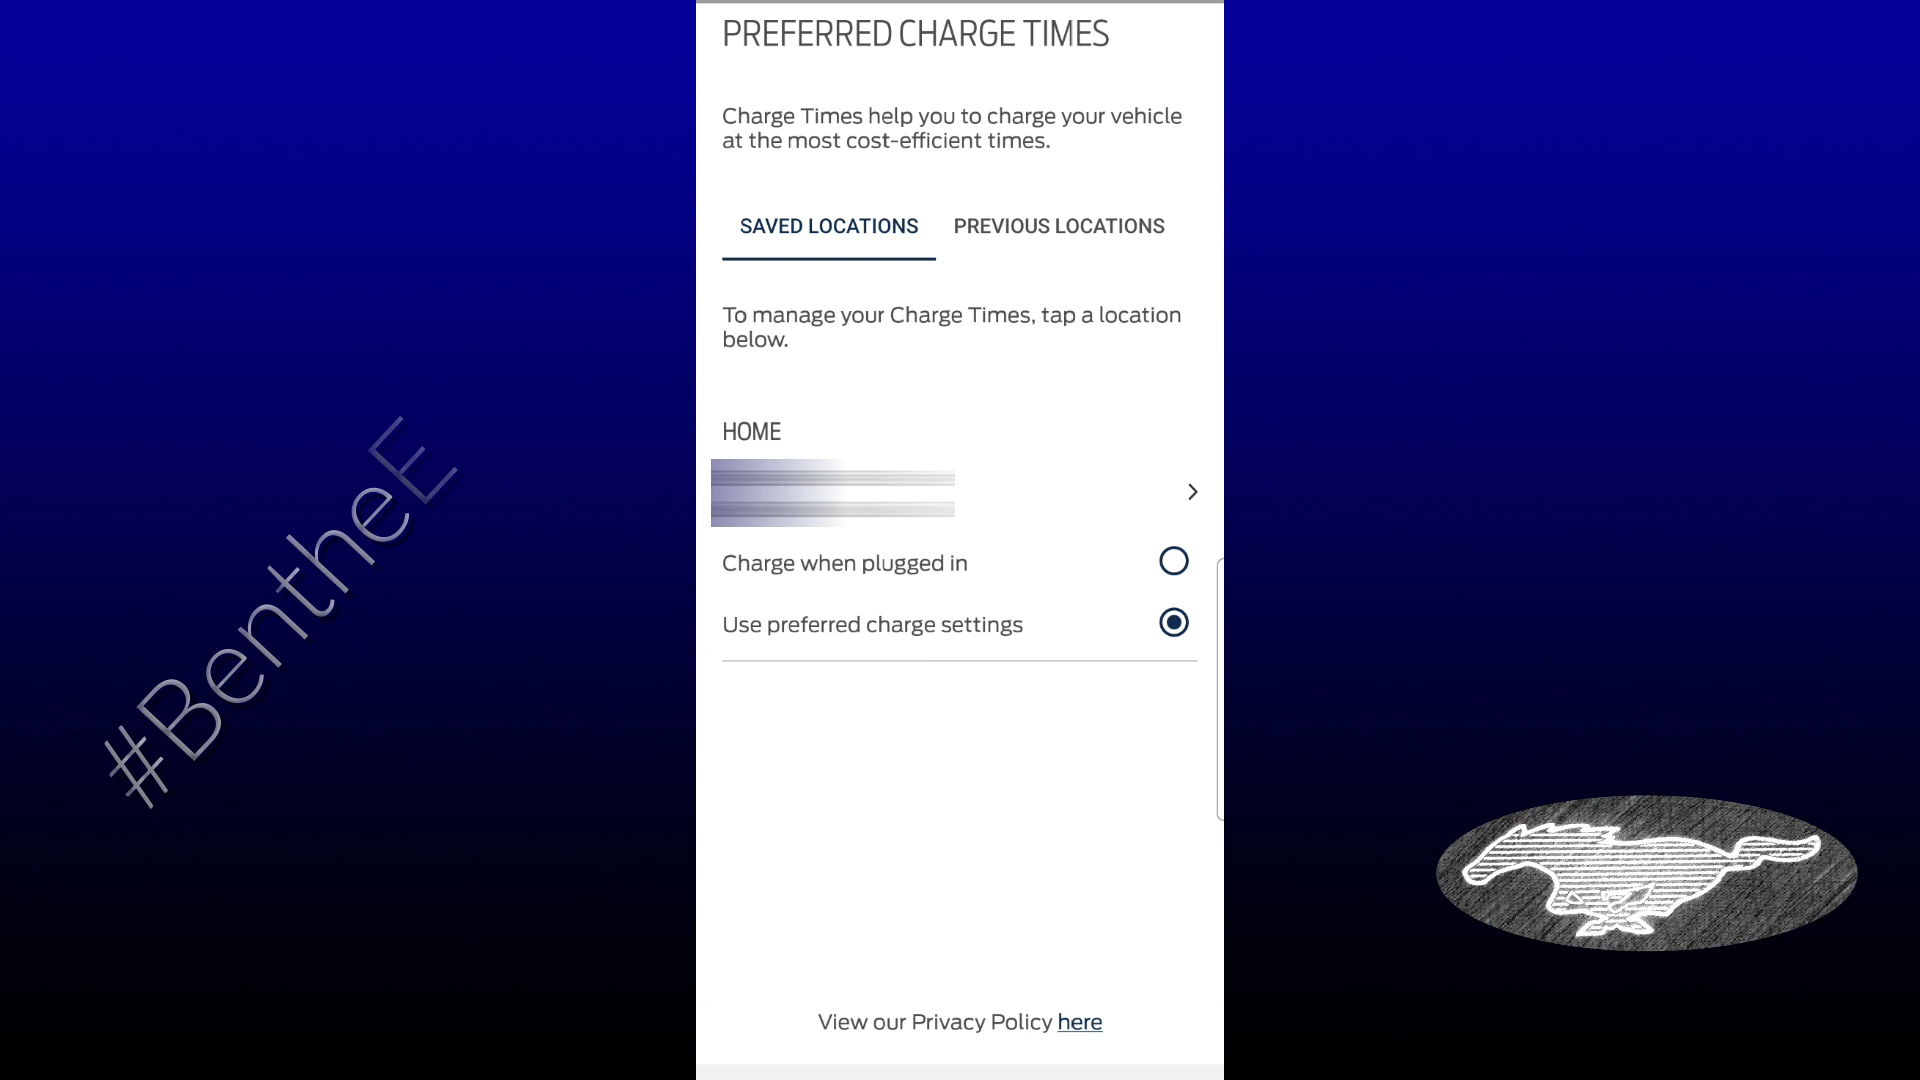 PREFERRED CHARGE TIMES
Charge Times help you to charge your vehicle
at the most cost-efficient times.
SAVED LOCATIONS PREVIOUS LOCATIONS
To manage your Charge Times, tap a location
below.
HOME
Charge when plugged in
Use preferred charge settings
View our Privacy Policy here
#BentheE